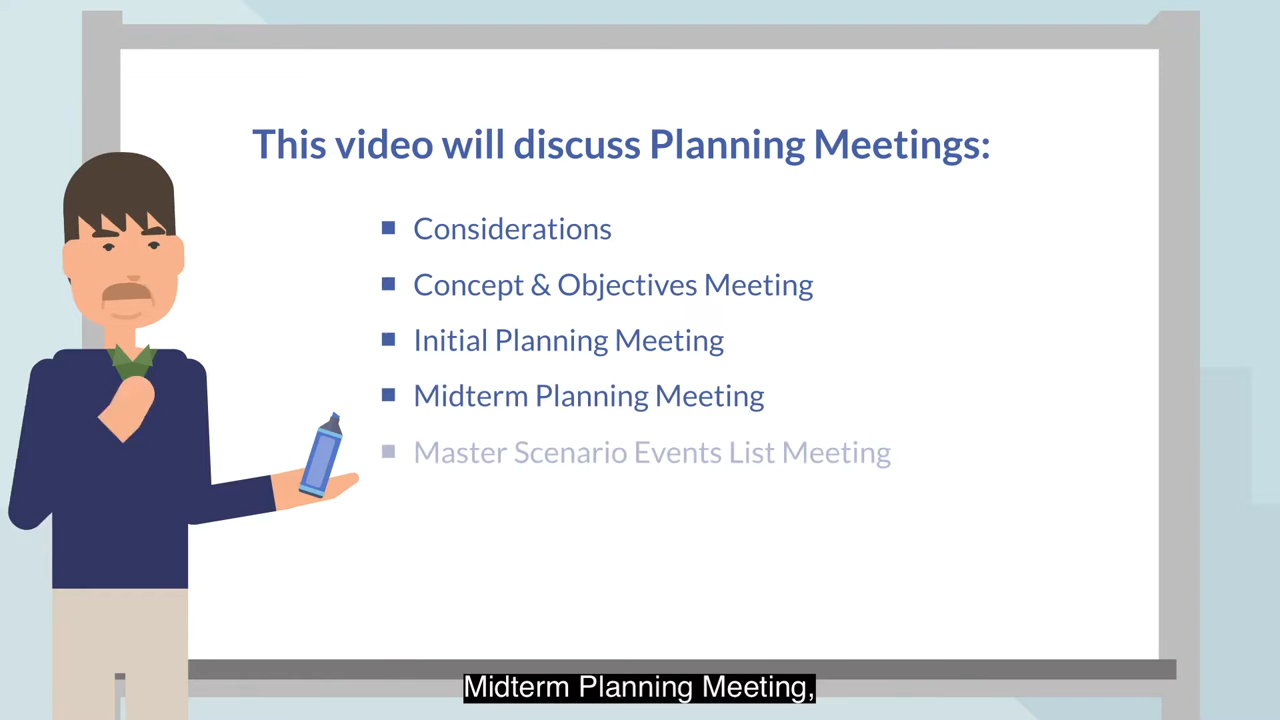 This video will discuss Planning Meetings:
Considerations
Concept & Objectives Meeting
Initial Planning Meeting
Midterm Planning Meeting
Master Scenario Events List Meeting
Midterm Planning Meeting,